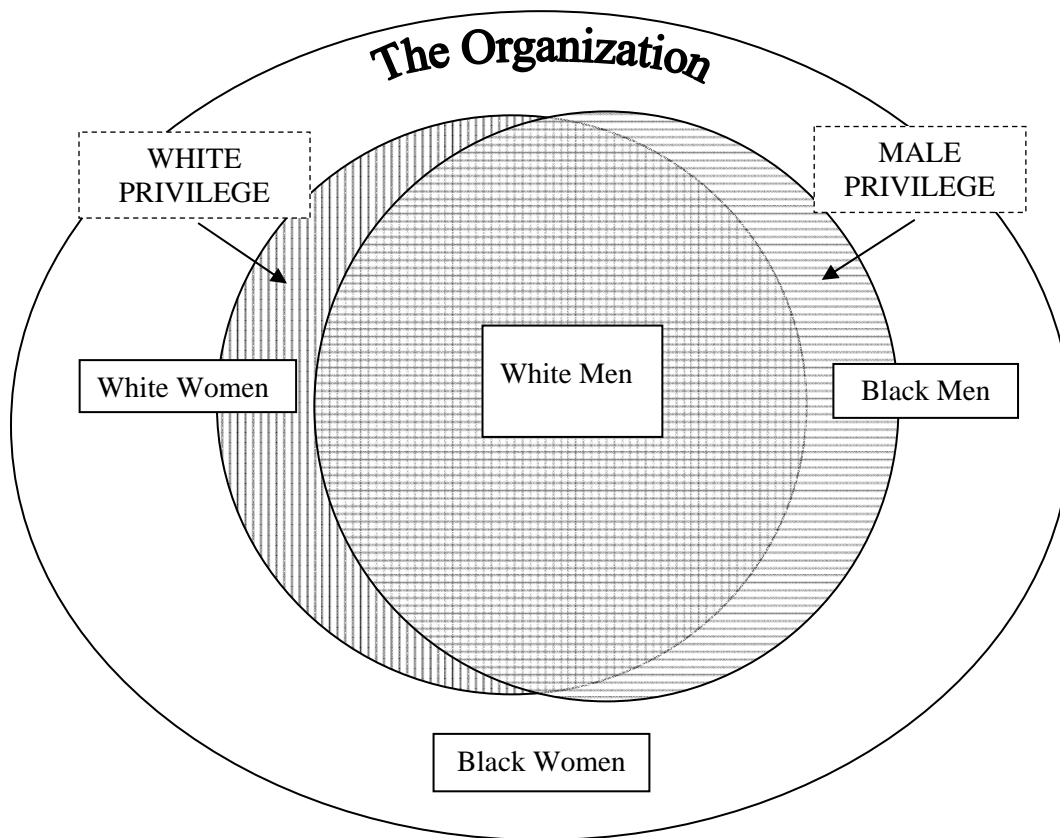 The Organization
WHITE
PRIVILEGE
MALE
PRIVILEGE
White Women
White Men
Black Men
Black Women